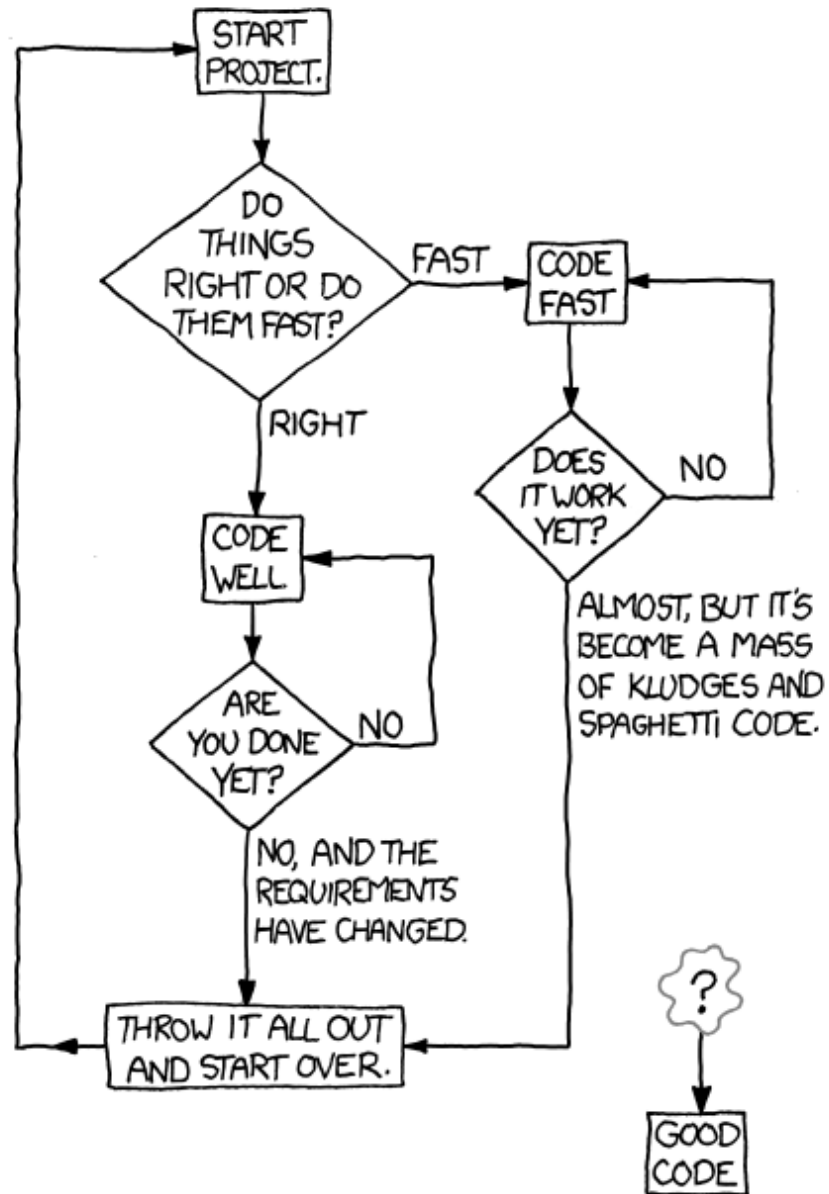 START
PROJECT.
DO
THINGS
RIGHT OR DO
THEM FAST?
FAST
CODE
FAST
RIGHT
DOES
IT WORK
YET?
NO
CODE
WELL.
ALMOST, BUT IT'S
BECOME A MASS
OF KLUDGES AND
SPAGHETTI CODE.
ARE
YOU DONE
YET?
NO
NO, AND THE
REQUIREMENTS
HAVE CHANGED.
THROW IT ALL OUT
AND START OVER.
?
GOOD
CODE